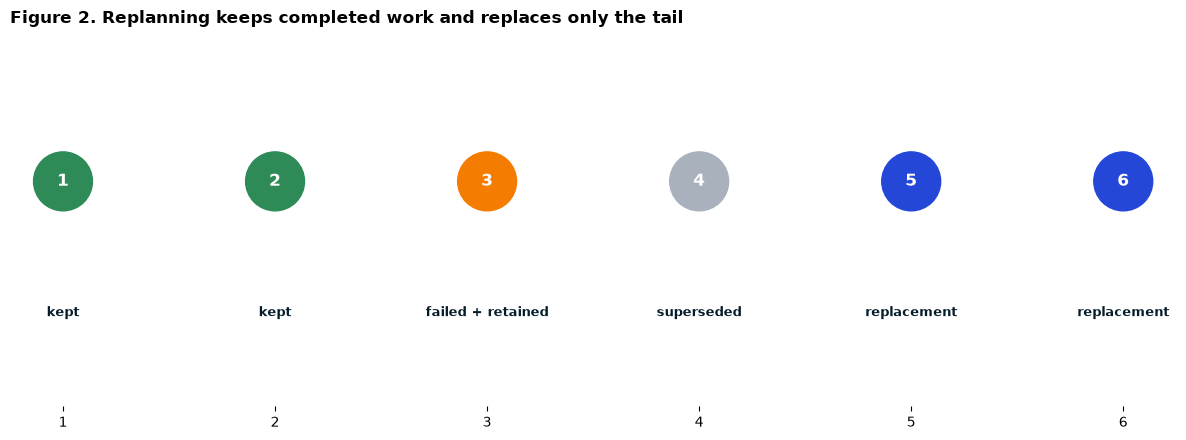 Figure 2. Replanning keeps completed work and replaces only the tail
1 2 3 4 5 6
kept kept failed + retained superseded replacement replacement
1 2 3 4 5 6